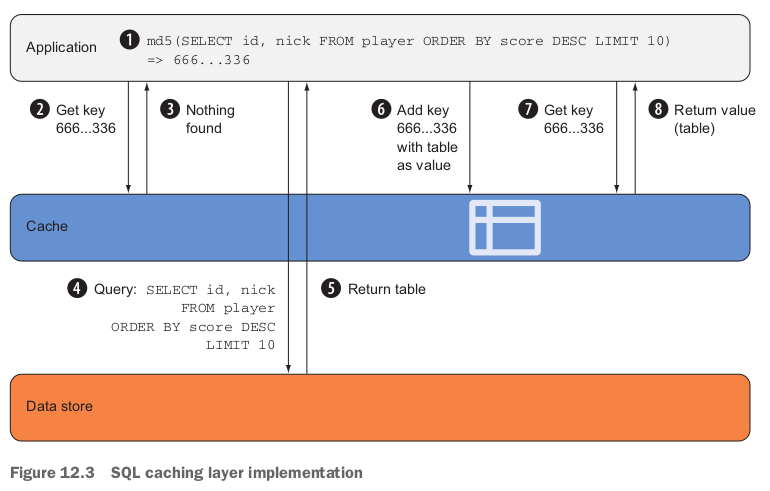 Application
1 md5(SELECT id, nick FROM player ORDER BY score DESC LIMIT 10)
=> 666...336
2 Get key
666...336
3 Nothing
found
6 Add key
666...336
with table
as value
7 Get key
666...336
8 Return value
(table)
Cache
4 Query: SELECT id, nick
FROM player
ORDER BY score DESC
LIMIT 10
5 Return table
Data store
Figure 12.3 SQL caching layer implementation